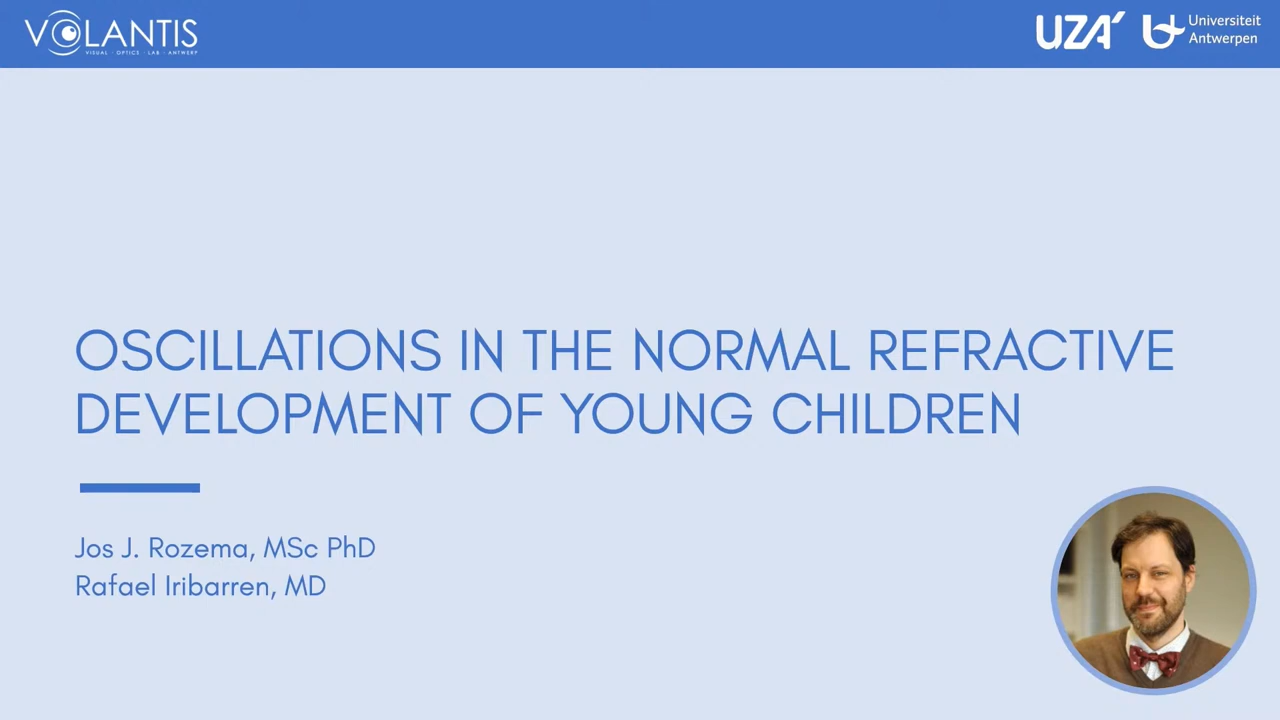 VOLANTIS
VISUAL · OPTICS · LAB · ANTWERP
UZA'
Universiteit
Antwerpen
OSCILLATIONS IN THE NORMAL REFRACTIVE
DEVELOPMENT OF YOUNG CHILDREN
Jos J. Rozema, MSc PhD
Rafael Iribarren, MD